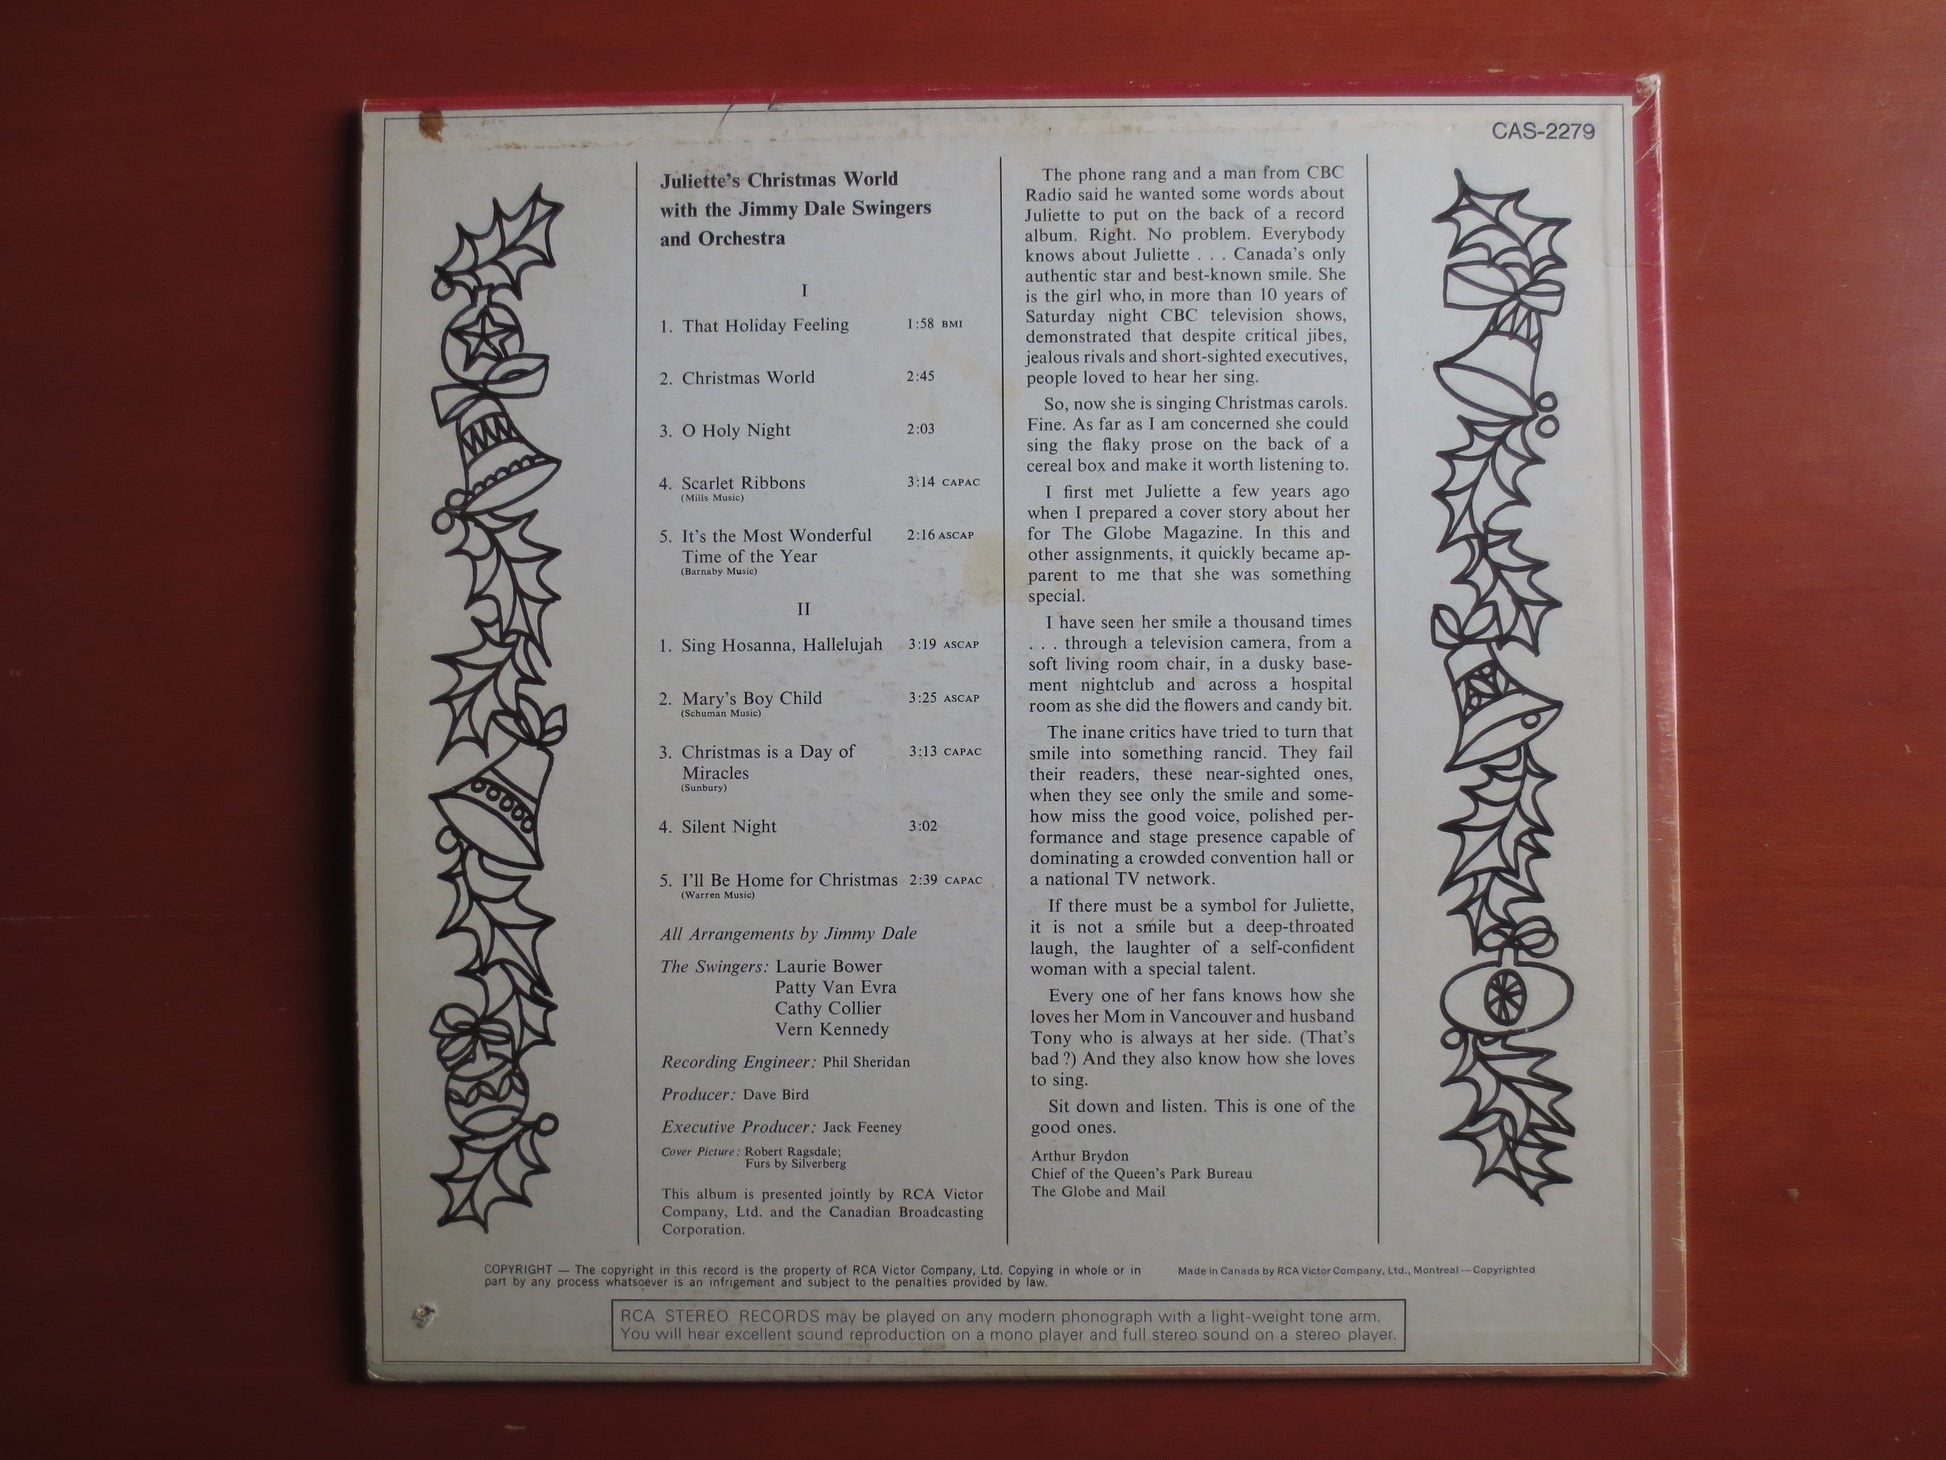 CAS-2279
Juliette's Christmas World
with the Jimmy Dale Swingers
and Orchestra
I
1. That Holiday Feeling 1:58 BMI
2. Christmas World 2:45
3. O Holy Night 2:03
4. Scarlet Ribbons 3:14 CAPAC
(Mills Music)
5. It's the Most Wonderful 2:16 ASCAP
Time of the Year
(Barnaby Music)
II
1. Sing Hosanna, Hallelujah 3:19 ASCAP
2. Mary's Boy Child 3:25 ASCAP
(Schuman Music)
3. Christmas is a Day of 3:13 CAPAC
Miracles
(Sunbury)
4. Silent Night 3:02
5. I'll Be Home for Christmas 2:39 CAPAC
(Warren Music)
All Arrangements by Jimmy Dale
The Swingers: Laurie Bower
Patty Van Evra
Cathy Collier
Vern Kennedy
Recording Engineer: Phil Sheridan
Producer: Dave Bird
Executive Producer: Jack Feeney
Cover Picture: Robert Ragsdale;
Furs by Silverberg
This album is presented jointly by RCA Victor
Company, Ltd. and the Canadian Broadcasting
Corporation.
The phone rang and a man from CBC
Radio said he wanted some words about
Juliette to put on the back of a record
album. Right. No problem. Everybody
knows about Juliette . . . Canada's only
authentic star and best-known smile. She
is the girl who, in more than 10 years of
Saturday night CBC television shows,
demonstrated that despite critical jibes,
jealous rivals and short-sighted executives,
people loved to hear her sing.
So, now she is singing Christmas carols.
Fine. As far as I am concerned she could
sing the flaky prose on the back of a
cereal box and make it worth listening to.
I first met Juliette a few years ago
when I prepared a cover story about her
for The Globe Magazine. In this and
other assignments, it quickly became ap-
parent to me that she was something
special.
I have seen her smile a thousand times
. . . through a television camera, from a
soft living room chair, in a dusky base-
ment nightclub and across a hospital
room as she did the flowers and candy bit.
The inane critics have tried to turn that
smile into something rancid. They fail
their readers, these near-sighted ones,
when they see only the smile and some-
how miss the good voice, polished per-
formance and stage presence capable of
dominating a crowded convention hall or
a national TV network.
If there must be a symbol for Juliette,
it is not a smile but a deep-throated
laugh, the laughter of a self-confident
woman with a special talent.
Every one of her fans knows how she
loves her Mom in Vancouver and husband
Tony who is always at her side. (That's
bad?) And they also know how she loves
to sing.
Sit down and listen. This is one of the
good ones.
Arthur Brydon
Chief of the Queen's Park Bureau
The Globe and Mail
COPYRIGHT — The copyright in this record is the property of RCA Victor Company, Ltd. Copying in whole or in
part by any process whatsoever is an infrigement and subject to the penalties provided by law.
Made in Canada by RCA Victor Company, Ltd., Montreal — Copyrighted
RCA STEREO RECORDS may be played on any modern phonograph with a light-weight tone arm.
You will hear excellent sound reproduction on a mono player and full stereo sound on a stereo player.